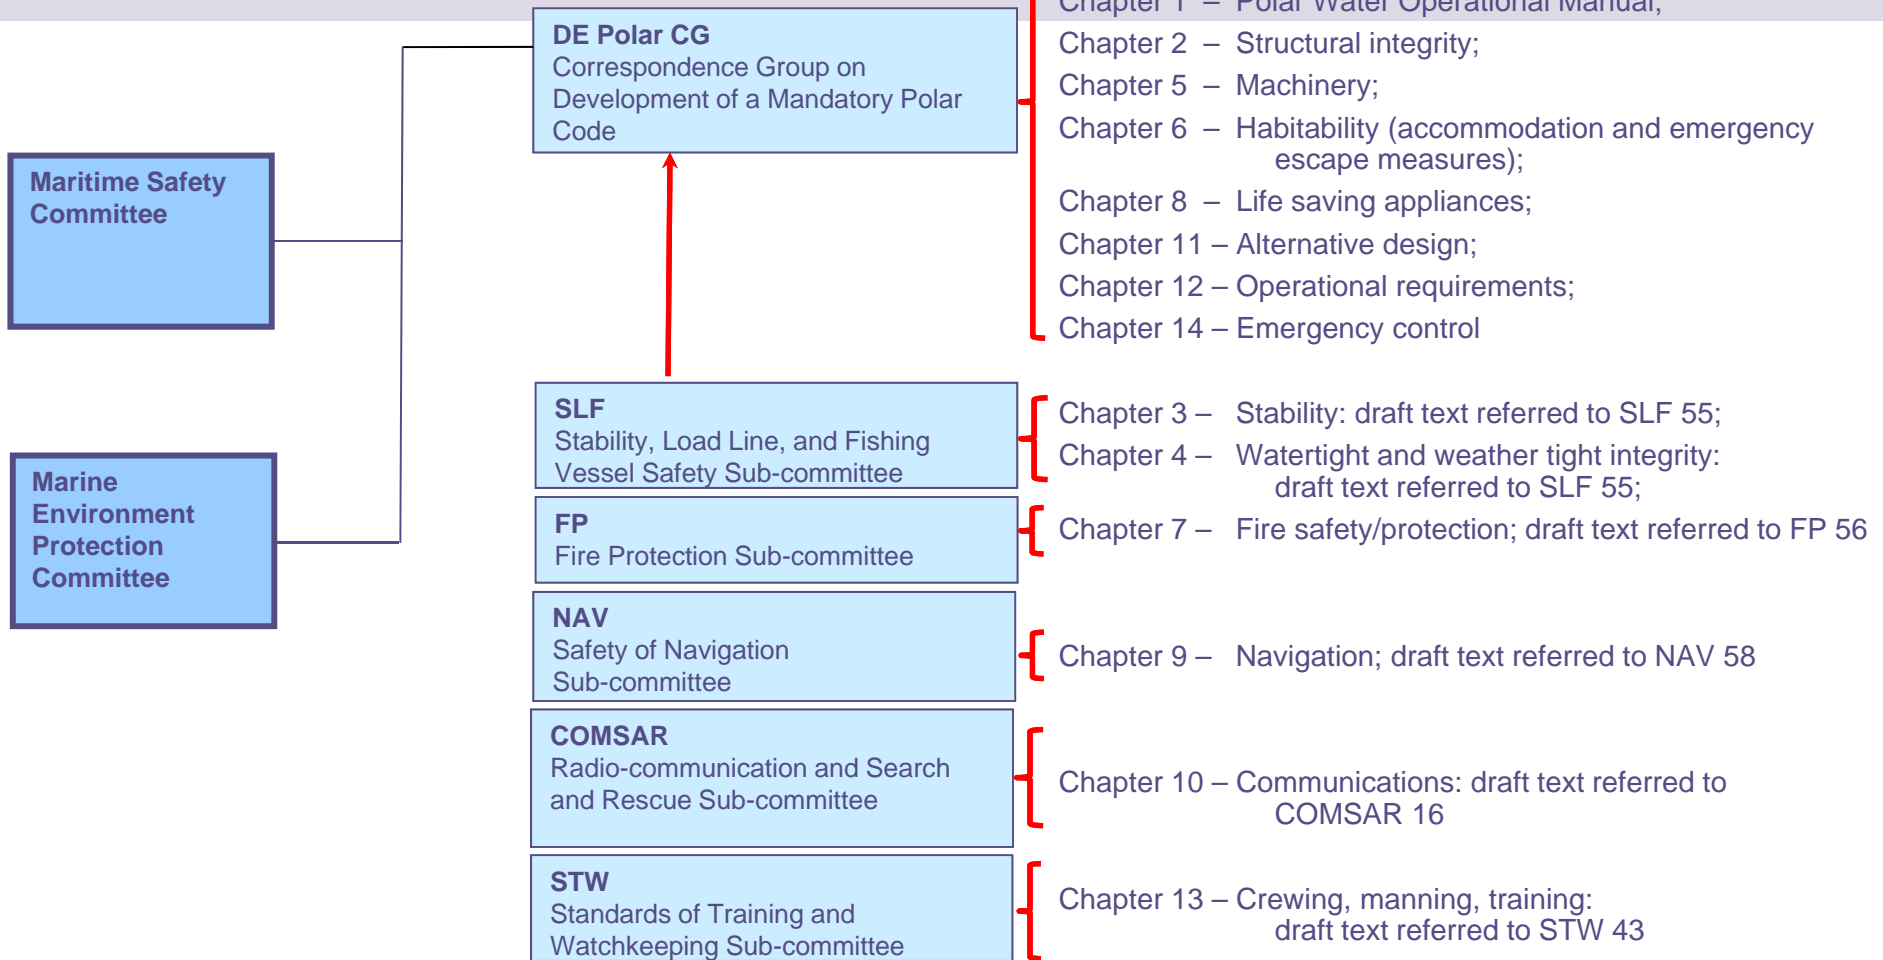 Chapter 1 – Polar Water Operational Manual;
DE Polar CG
Correspondence Group on
Development of a Mandatory Polar
Code
Chapter 2 – Structural integrity;
Chapter 5 – Machinery;
Chapter 6 – Habitability (accommodation and emergency
escape measures);
Chapter 8 – Life saving appliances;
Chapter 11 – Alternative design;
Chapter 12 – Operational requirements;
Chapter 14 – Emergency control
Maritime Safety
Committee
Marine
Environment
Protection
Committee
SLF
Stability, Load Line, and Fishing
Vessel Safety Sub-committee
Chapter 3 – Stability: draft text referred to SLF 55;
Chapter 4 – Watertight and weather tight integrity:
draft text referred to SLF 55;
FP
Fire Protection Sub-committee
Chapter 7 – Fire safety/protection; draft text referred to FP 56
NAV
Safety of Navigation
Sub-committee
Chapter 9 – Navigation; draft text referred to NAV 58
COMSAR
Radio-communication and Search
and Rescue Sub-committee
Chapter 10 – Communications: draft text referred to
COMSAR 16
STW
Standards of Training and
Watchkeeping Sub-committee
Chapter 13 – Crewing, manning, training:
draft text referred to STW 43